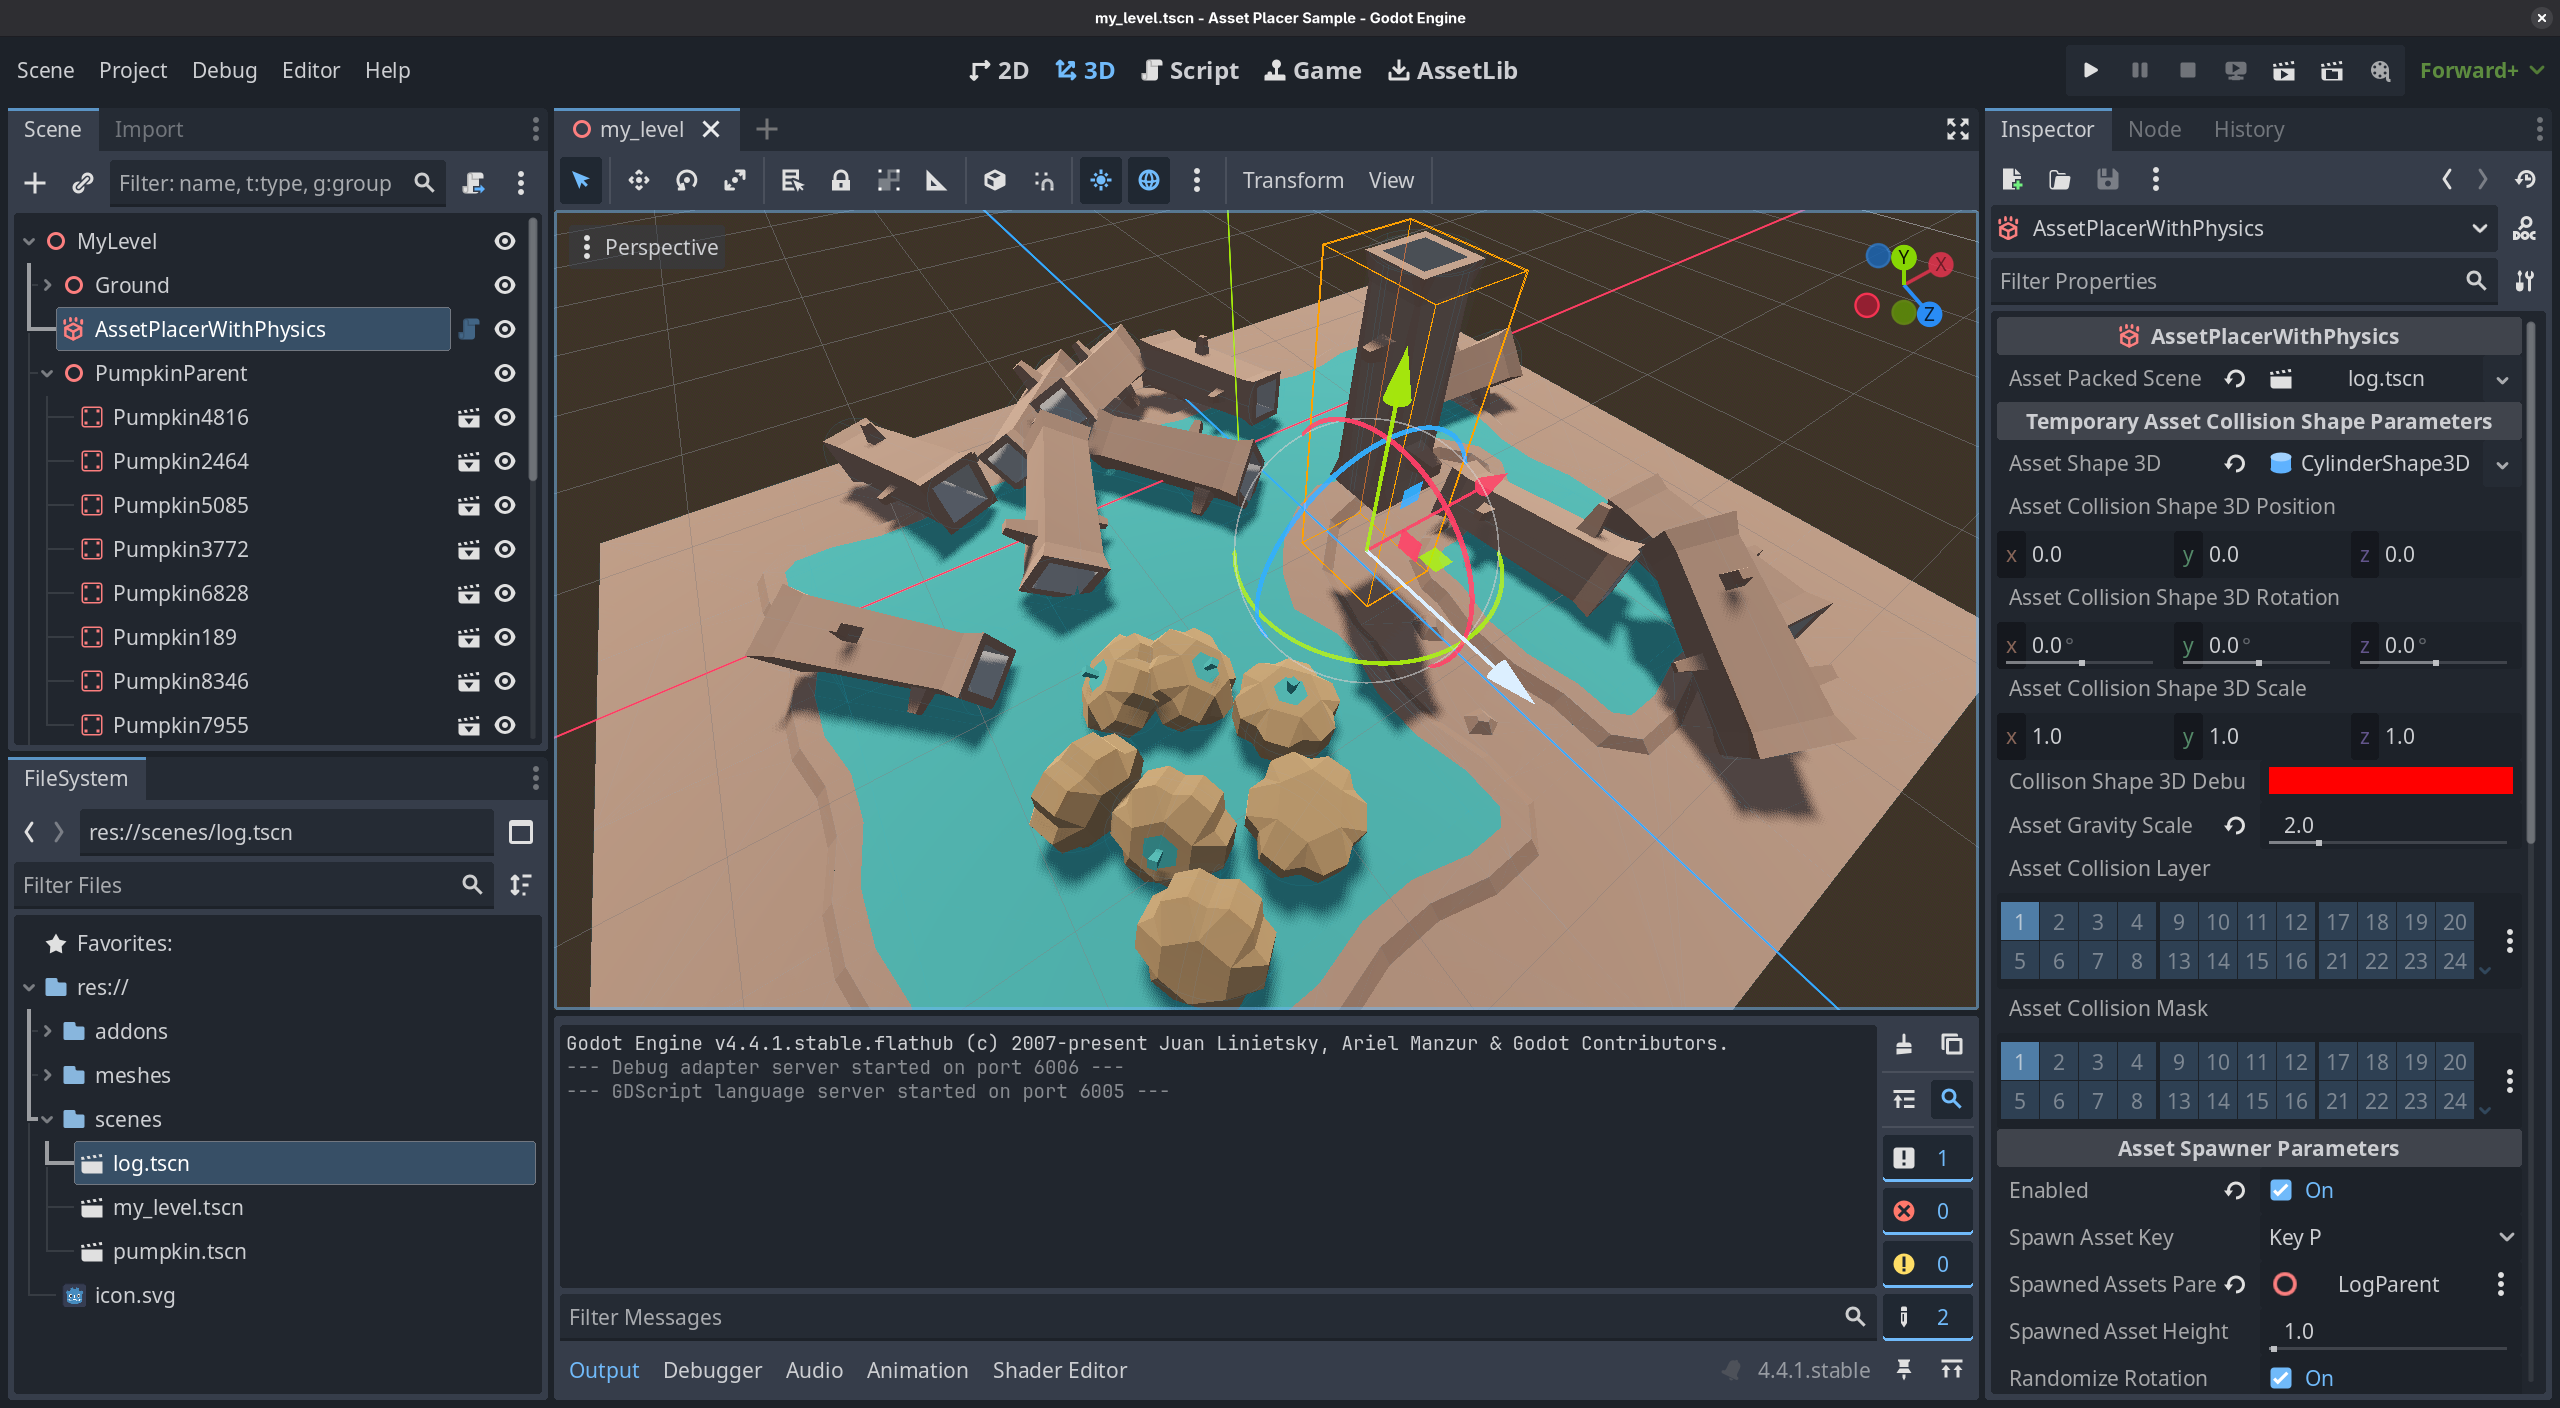 my_level.tscn - Asset Placer Sample - Godot Engine
Scene Project Debug Editor Help
2D 3D Script Game AssetLib
Forward+
Scene Import
Filter: name, t:type, g:group
MyLevel
Ground
AssetPlacerWithPhysics
PumpkinParent
Pumpkin4816
Pumpkin2464
Pumpkin5085
Pumpkin3772
Pumpkin6828
Pumpkin189
Pumpkin8346
Pumpkin7955
FileSystem
res://scenes/log.tscn
Filter Files
Favorites:
res://
addons
meshes
scenes
log.tscn
my_level.tscn
pumpkin.tscn
icon.svg
my_level
Transform View
Perspective
Y X Z
Godot Engine v4.4.1.stable.flathub (c) 2007-present Juan Linietsky, Ariel Manzur & Godot Contributors.
--- Debug adapter server started on port 6006 ---
--- GDScript language server started on port 6005 ---
1
0
0
2
Filter Messages
Output Debugger Audio Animation Shader Editor
4.4.1.stable
Inspector Node History
AssetPlacerWithPhysics
DOC
Filter Properties
AssetPlacerWithPhysics
Asset Packed Scene log.tscn
Temporary Asset Collision Shape Parameters
Asset Shape 3D CylinderShape3D
Asset Collision Shape 3D Position
x 0.0 y 0.0 z 0.0
Asset Collision Shape 3D Rotation
x 0.0° y 0.0° z 0.0°
Asset Collision Shape 3D Scale
x 1.0 y 1.0 z 1.0
Collison Shape 3D Debu
Asset Gravity Scale 2.0
Asset Collision Layer
1 2 3 4 9 10 11 12 17 18 19 20
5 6 7 8 13 14 15 16 21 22 23 24
Asset Collision Mask
1 2 3 4 9 10 11 12 17 18 19 20
5 6 7 8 13 14 15 16 21 22 23 24
Asset Spawner Parameters
Enabled On
Spawn Asset Key Key P
Spawned Assets Pare LogParent
Spawned Asset Height 1.0
Randomize Rotation On